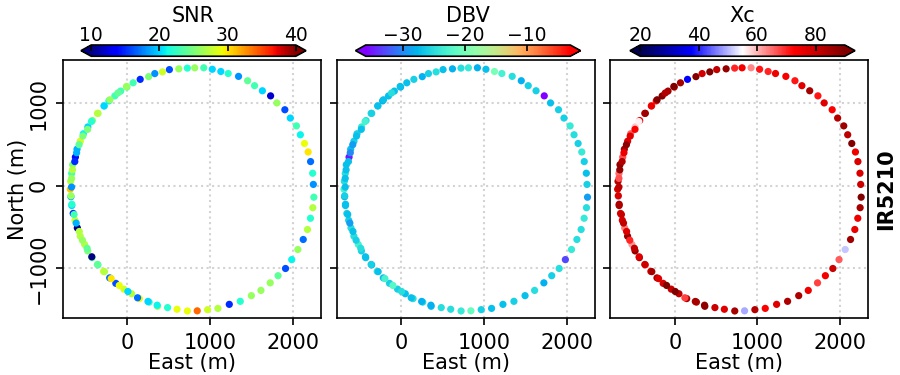 SNR DBV Xc
10 20 30 40 −30 −20 −10 20 40 60 80
North (m)
1000
0
−1000
IR5210
0 1000 2000 0 1000 2000 0 1000 2000
East (m) East (m) East (m)